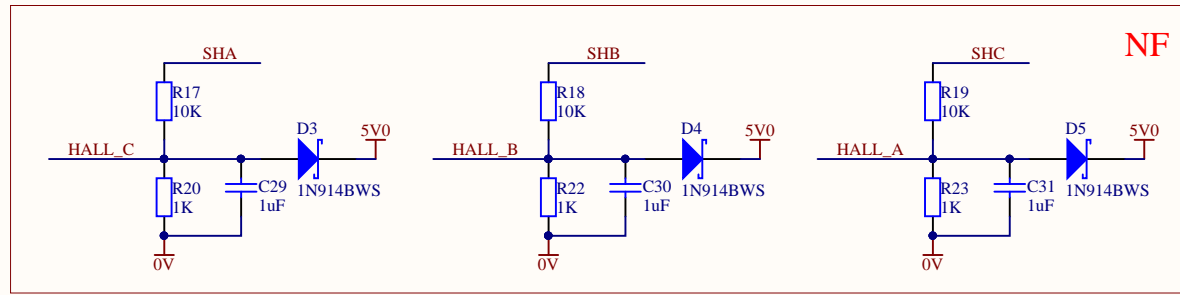 NF
SHA
R17
10K
HALL_C
D3
5V0
R20
1K
C29
1uF
1N914BWS
0V
SHB
R18
10K
HALL_B
D4
5V0
R22
1K
C30
1uF
1N914BWS
0V
SHC
R19
10K
HALL_A
D5
5V0
R23
1K
C31
1uF
1N914BWS
0V